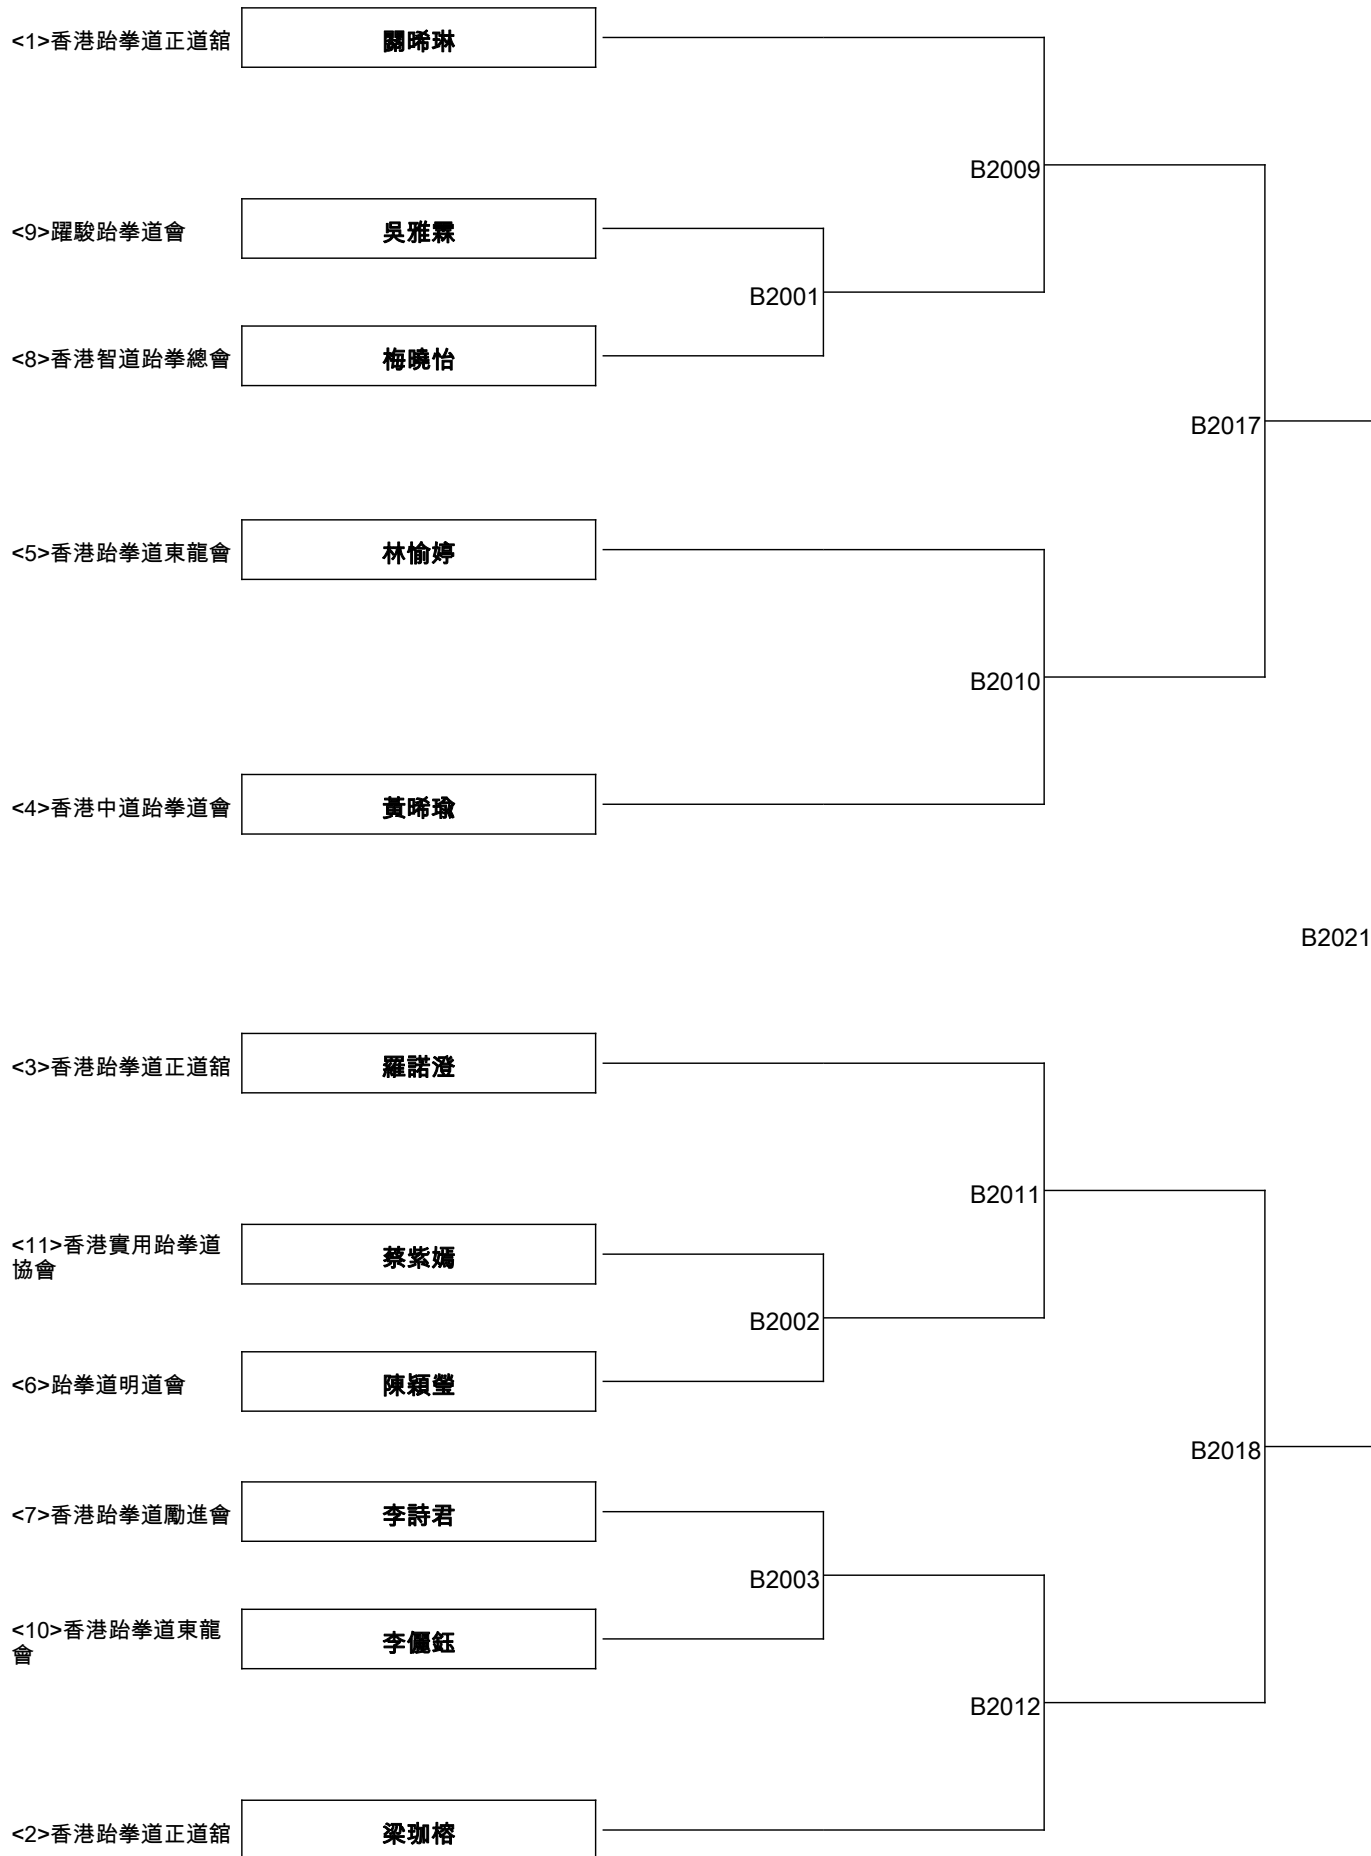 <1>香港跆拳道正道舘
關晞琳
B2009
<9>躍駿跆拳道會
吳雅霖
B2001
<8>香港智道跆拳總會
梅曉怡
B2017
<5>香港跆拳道東龍會
林愉婷
B2010
<4>香港中道跆拳道會
黃晞瑜
B2021
<3>香港跆拳道正道舘
羅諾澄
B2011
<11>香港實用跆拳道
協會
蔡紫嫣
B2002
<6>跆拳道明道會
陳穎瑩
B2018
<7>香港跆拳道勵進會
李詩君
B2003
<10>香港跆拳道東龍
會
李儷鈺
B2012
<2>香港跆拳道正道舘
梁珈榕